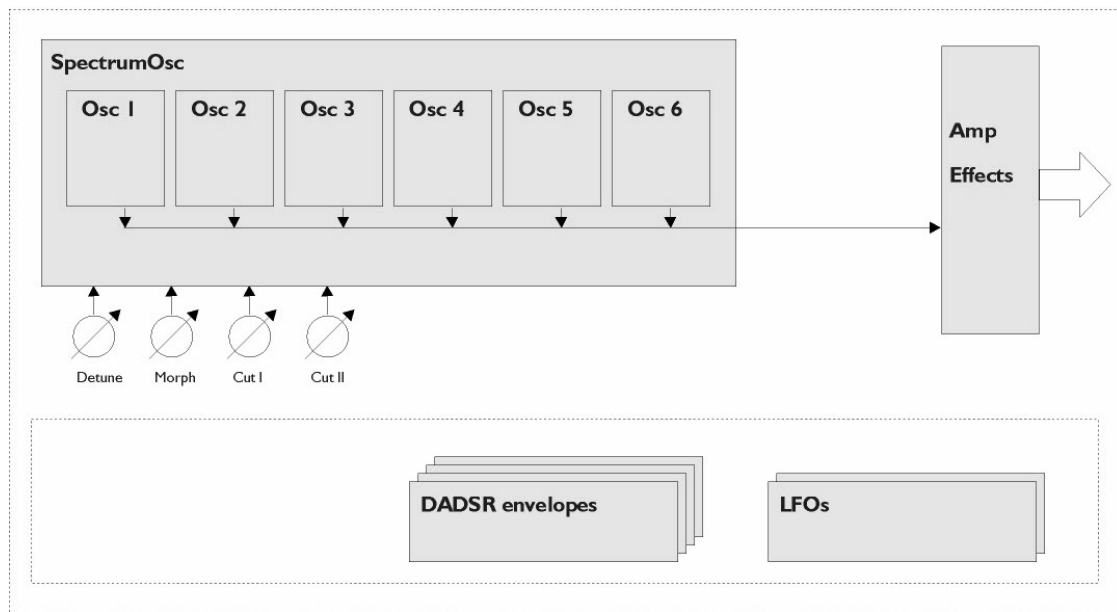 SpectrumOsc
Osc 1
Osc 2
Osc 3
Osc 4
Osc 5
Osc 6
Amp
Effects
Detune
Morph
Cut I
Cut II
DADSR envelopes
LFOs